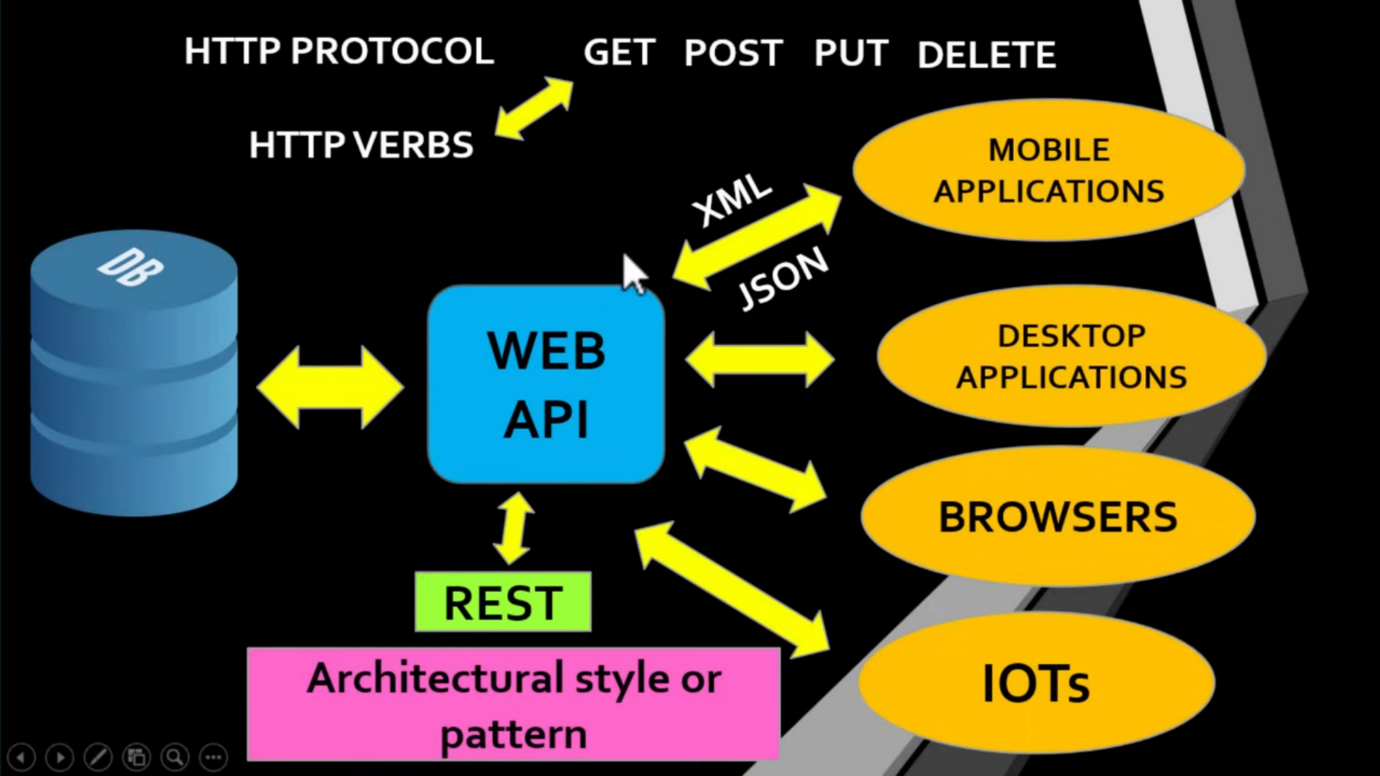 HTTP PROTOCOL
GET POST PUT DELETE
HTTP VERBS
MOBILE
APPLICATIONS
XML
JSON
DB
WEB
API
DESKTOP
APPLICATIONS
BROWSERS
REST
Architectural style or
pattern
IOTs